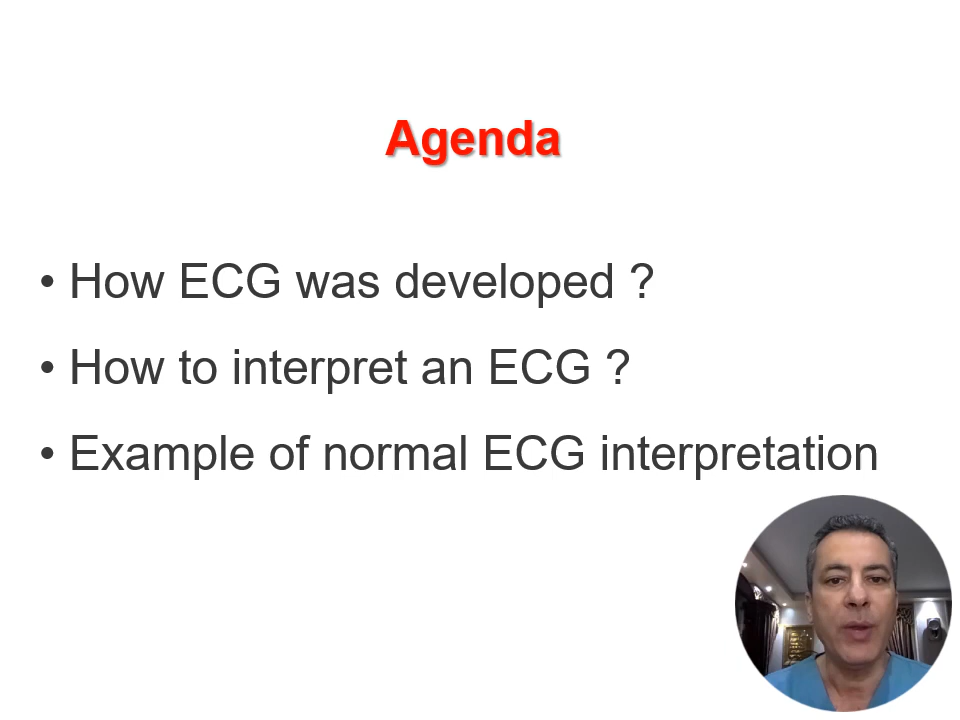 Agenda
• How ECG was developed ?
• How to interpret an ECG ?
• Example of normal ECG interpretation